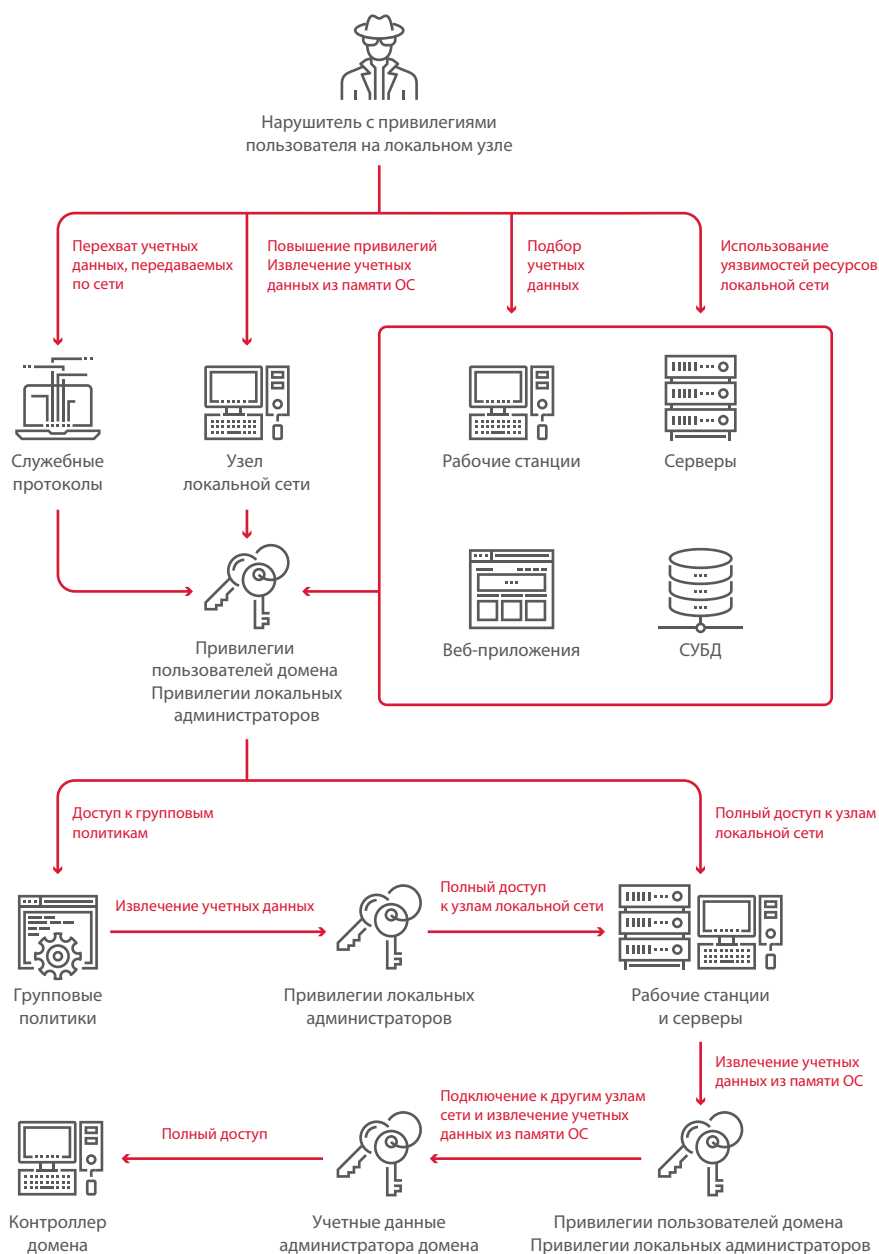 Нарушитель с привилегиями
пользователя на локальном узле
Перехват учетных
данных, передаваемых
по сети
Повышение привилегий
Извлечение учетных
данных из памяти ОС
Подбор
учетных
данных
Использование
уязвимостей ресурсов
локальной сети
Служебные
протоколы
Узел
локальной сети
Рабочие станции
Серверы
Веб-приложения
СУБД
Привилегии
пользователей домена
Привилегии локальных
администраторов
Доступ к групповым
политикам
Полный доступ к узлам
локальной сети
Извлечение учетных данных
Полный доступ
к узлам локальной сети
Групповые
политики
Привилегии локальных
администраторов
Рабочие станции
и серверы
Извлечение учетных
данных из памяти ОС
Подключение к другим узлам
сети и извлечение учетных
данных из памяти ОС
Полный доступ
Контроллер
домена
Учетные данные
администратора домена
Привилегии пользователей домена
Привилегии локальных администраторов